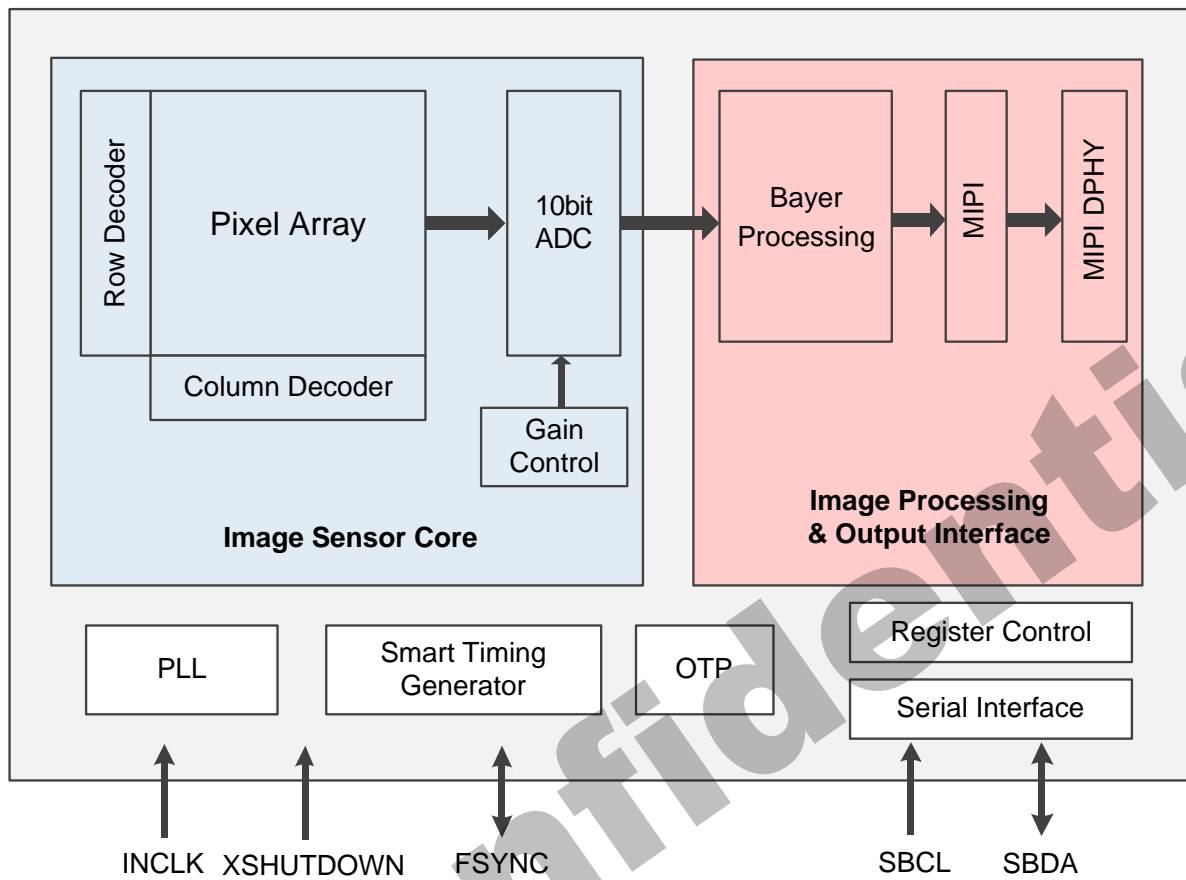 Row Decoder
Pixel Array
Column Decoder
10bit
ADC
Gain
Control
Image Sensor Core
Bayer
Processing
MIPI
MIPI DPHY
Image Processing
& Output Interface
PLL
Smart Timing
Generator
OTP
Register Control
Serial Interface
INCLK
XSHUTDOWN
FSYNC
SBCL
SBDA